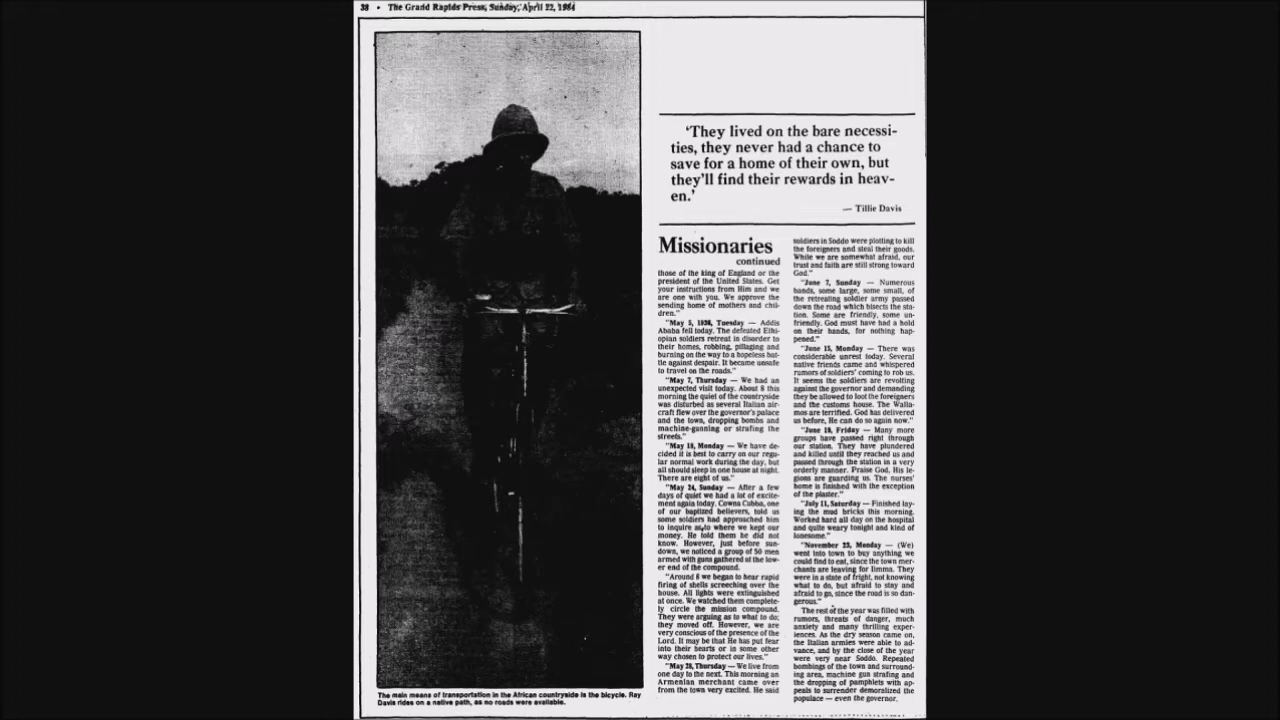 38 • The Grand Rapids Press, Sunday, April 22, 1984
'They lived on the bare necessi-
ties, they never had a chance to
save for a home of their own, but
they'll find their rewards in heav-
en.'
— Tillie Davis
Missionaries
continued
those of the king of England or the
president of the United States. Get
your instructions from Him and we
are one with you. We approve the
sending home of mothers and chil-
dren."
"May 5, 1936, Tuesday — Addis
Ababa fell today. The defeated Ethi-
opian soldiers retreat in disorder to
their homes, robbing, pillaging and
burning on the way to a hopeless bat-
tle against despair. It became unsafe
to travel on the roads."
"May 7, Thursday — We had an
unexpected visit today. About 8 this
morning the quiet of the countryside
was disturbed as several Italian air-
craft flew over the governor's palace
and the town, dropping bombs and
machine-gunning or strafing the
streets."
"May 18, Monday — We have de-
cided it is best to carry on our regu-
lar normal work during the day, but
all should sleep in one house at night.
There are eight of us."
"May 24, Sunday — After a few
days of quiet we had a lot of excite-
ment again today. Cowna Cubba, one
of our baptized believers, told us
some soldiers had approached him
to inquire as to where we kept our
money. He told them he did not
know. However, just before sun-
down, we noticed a group of 50 men
armed with guns gathered at the low-
er end of the compound.
"Around 8 we began to hear rapid
firing of shells screeching over the
house. All lights were extinguished
at once. We watched them complete-
ly circle the mission compound.
They were arguing as to what to do;
they moved off. However, we are
very conscious of the presence of the
Lord. It may be that He has put fear
into their hearts or in some other
way chosen to protect our lives."
"May 28, Thursday — We live from
one day to the next. This morning an
Armenian merchant came over
from the town very excited. He said
soldiers in Soddo were plotting to kill
the foreigners and steal their goods.
While we are somewhat afraid, our
trust and faith are still strong toward
God."
"June 7, Sunday — Numerous
bands, some large, some small, of
the retreating soldier army passed
down the road which bisects the sta-
tion. Some are friendly, some un-
friendly. God must have had a hold
on their hands, for nothing hap-
pened."
"June 15, Monday — There was
considerable unrest today. Several
native friends came and whispered
rumors of soldiers' coming to rob us.
It seems the soldiers are revolting
against the governor and demanding
they be allowed to loot the foreigners
and the customs house. The Walla-
mos are terrified. God has delivered
us before, He can do so again now."
"June 18, Friday — Many more
groups have passed right through
our station. They have plundered
and killed until they reached us and
passed through the station in a very
orderly manner. Praise God. His le-
gions are guarding us. The nurses'
home is finished with the exception
of the plaster."
"July 11, Saturday — Finished lay-
ing the mud bricks this morning.
Worked hard all day on the hospital
and quite weary tonight and kind of
lonesome."
"November 23, Monday — (We)
went into town to buy anything we
could find to eat, since the town mer-
chants are leaving for Jimma. They
were in a state of fright, not knowing
what to do, but afraid to stay and
afraid to go, since the road is so dan-
gerous."
The rest of the year was filled with
rumors, threats of danger, much
anxiety and many thrilling exper-
iences. As the dry season came on,
the Italian armies were able to ad-
vance, and by the close of the year
were very near Soddo. Repeated
bombings of the town and surround-
ing area, machine gun strafing and
the dropping of pamphlets with ap-
peals to surrender demoralized the
populace — even the governor.
The main means of transportation in the African countryside is the bicycle. Ray
Davis rides on a native path, as no roads were available.